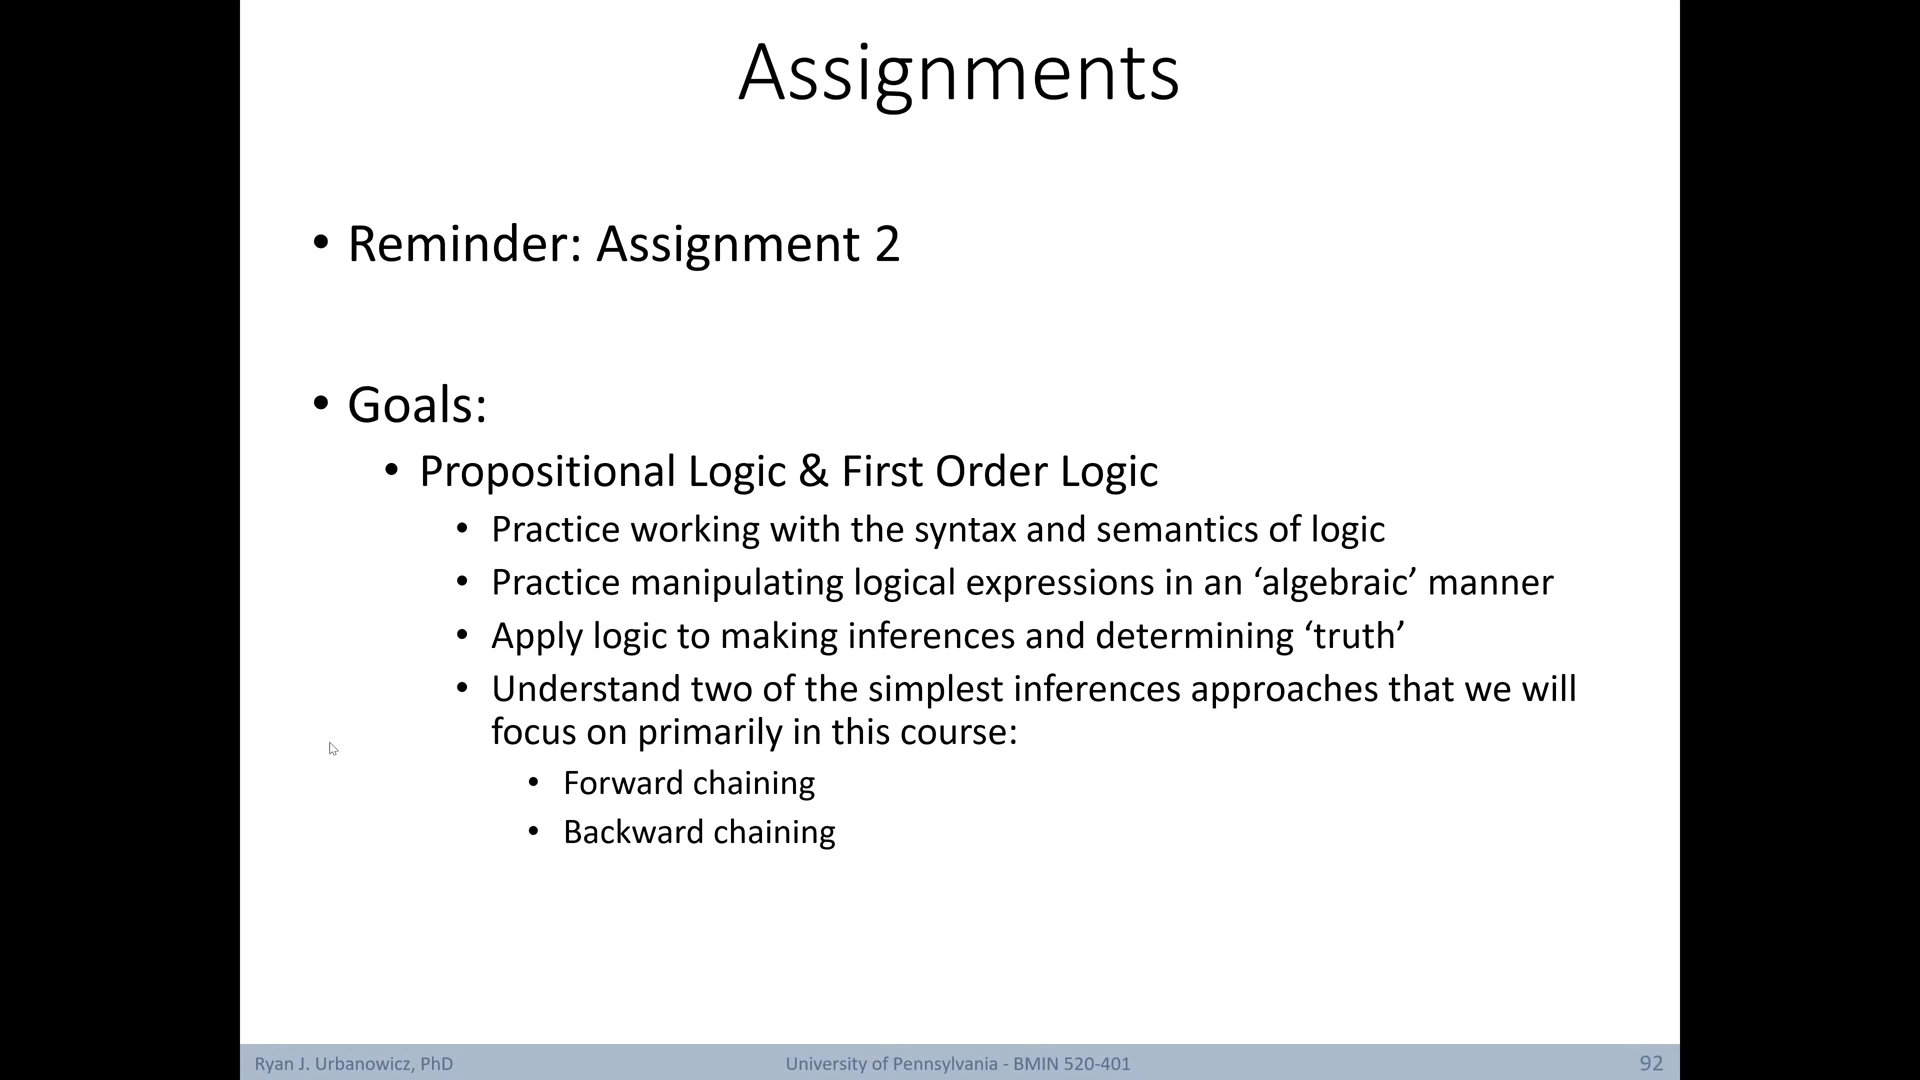 Assignments
• Reminder: Assignment 2
• Goals:
• Propositional Logic & First Order Logic
• Practice working with the syntax and semantics of logic
• Practice manipulating logical expressions in an ‘algebraic’ manner
• Apply logic to making inferences and determining ‘truth’
• Understand two of the simplest inferences approaches that we will
focus on primarily in this course:
• Forward chaining
• Backward chaining
Ryan J. Urbanowicz, PhD
University of Pennsylvania - BMIN 520-401
92